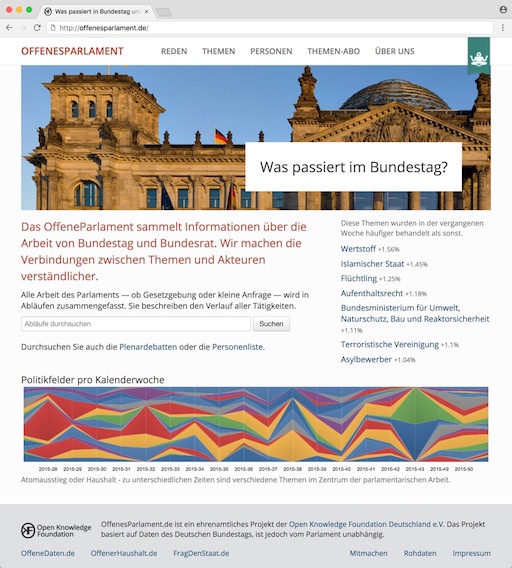 Was passiert in Bundestag und
http://offenesparlament.de/
OFFENESPARLAMENT
REDEN THEMEN PERSONEN THEMEN-ABO ÜBER UNS
Was passiert im Bundestag?
Das OffeneParlament sammelt Informationen über die
Arbeit von Bundestag und Bundesrat. Wir machen die
Verbindungen zwischen Themen und Akteuren
verständlicher.
Alle Arbeit des Parlaments — ob Gesetzgebung oder kleine Anfrage — wird in
Abläufen zusammengefasst. Sie beschreiben den Verlauf aller Tätigkeiten.
Abläufe durchsuchen Suchen
Durchsuchen Sie auch die Plenardebatten oder die Personenliste.
Diese Themen wurden in der vergangenen
Woche häufiger behandelt als sonst.
Wertstoff +1.56%
Islamischer Staat +1.45%
Flüchtling +1.25%
Aufenthaltsrecht +1.18%
Bundesministerium für Umwelt,
Naturschutz, Bau und Reaktorsicherheit
+1.11%
Terroristische Vereinigung +1.1%
Asylbewerber +1.04%
Politikfelder pro Kalenderwoche
2015-28 2015-29 2015-30 2015-31 2015-32 2015-33 2015-34 2015-35 2015-36 2015-37 2015-38 2015-39 2015-40 2015-41 2015-42 2015-43 2015-44 2015-45 2015-50
Atomausstieg oder Haushalt - zu unterschiedlichen Zeiten sind verschiedene Themen im Zentrum der parlamentarischen Arbeit.
Open Knowledge
Foundation
OffenesParlament.de ist ein ehrenamtliches Projekt der Open Knowledge Foundation Deutschland e.V. Das Projekt
basiert auf Daten des Deutschen Bundestags, ist jedoch vom Parlament unabhängig.
OffeneDaten.de OffenerHaushalt.de FragDenStaat.de Mitmachen Rohdaten Impressum